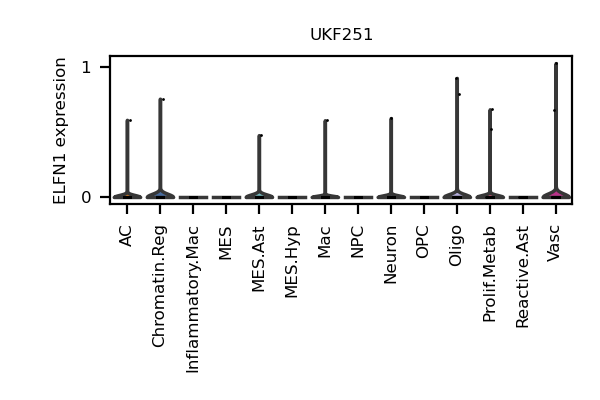 UKF251
ELFN1 expression
1
0
AC
Chromatin.Reg
Inflammatory.Mac
MES
MES.Ast
MES.Hyp
Mac
NPC
Neuron
OPC
Oligo
Prolif.Metab
Reactive.Ast
Vasc